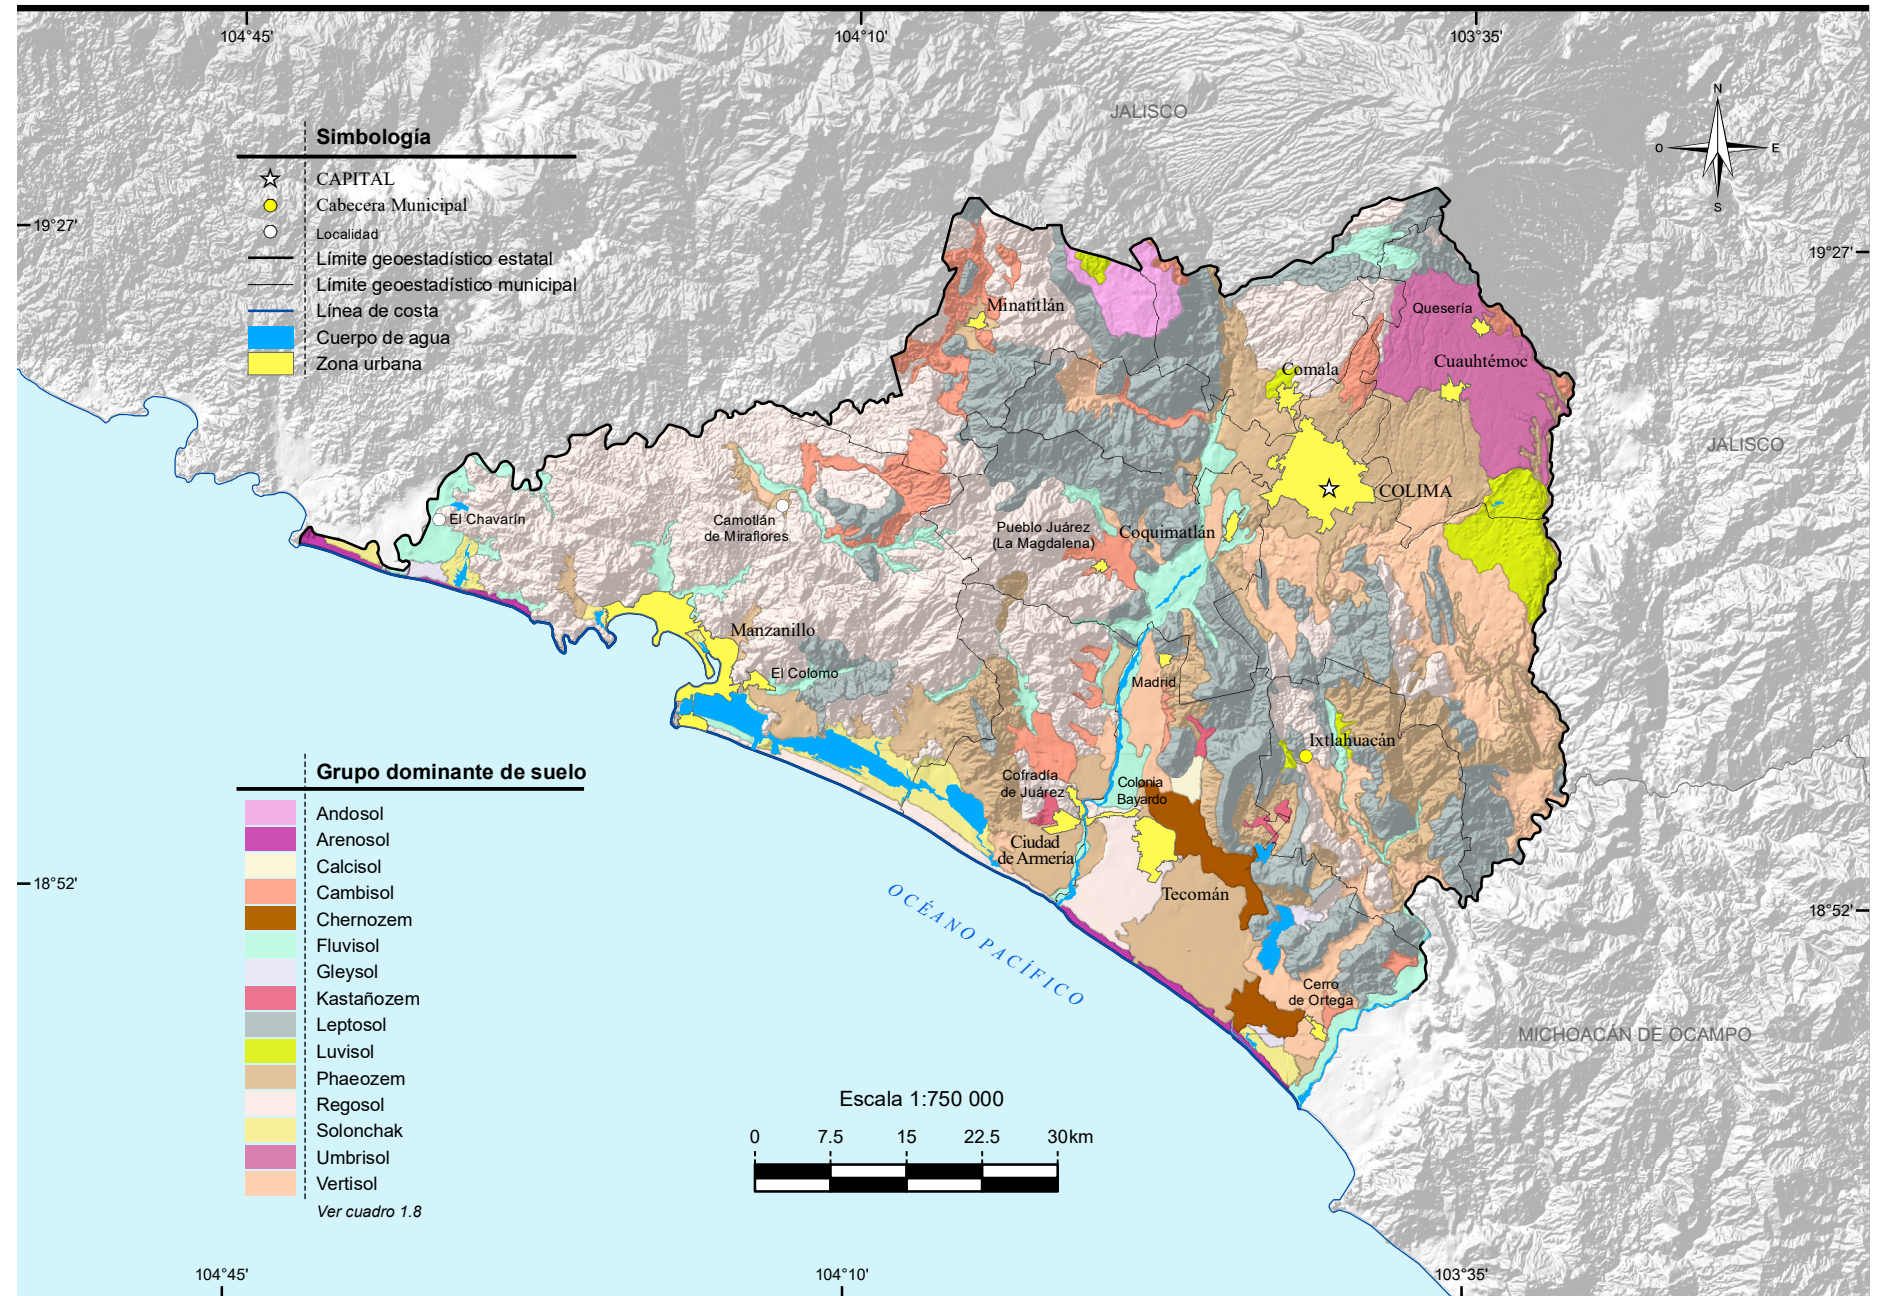 104°45'
104°10'
103°35'
JALISCO
N
O
E
S
Simbología
CAPITAL
Cabecera Municipal
Localidad
Límite geoestadístico estatal
Límite geoestadístico municipal
Línea de costa
Cuerpo de agua
Zona urbana
19°27'
19°27'
Minatitlán
Quesería
Cuauhtémoc
Comala
JALISCO
COLIMA
El Chavarín
Camotlán
de Miraflores
Pueblo Juárez
(La Magdalena)
Coquimatlán
Manzanillo
El Colomo
Madrid
Ixtlahuacán
Cofradía
de Juárez
Colonia
Bayardo
Ciudad
de Armería
Tecomán
18°52'
18°52'
OCÉANO PACÍFICO
Cerro
de Ortega
MICHOACÁN DE OCAMPO
Grupo dominante de suelo
Andosol
Arenosol
Calcisol
Cambisol
Chernozem
Fluvisol
Gleysol
Kastañozem
Leptosol
Luvisol
Phaeozem
Regosol
Solonchak
Umbrisol
Vertisol
Ver cuadro 1.8
Escala 1:750 000
0 7.5 15 22.5 30km
104°45'
104°10'
103°35'